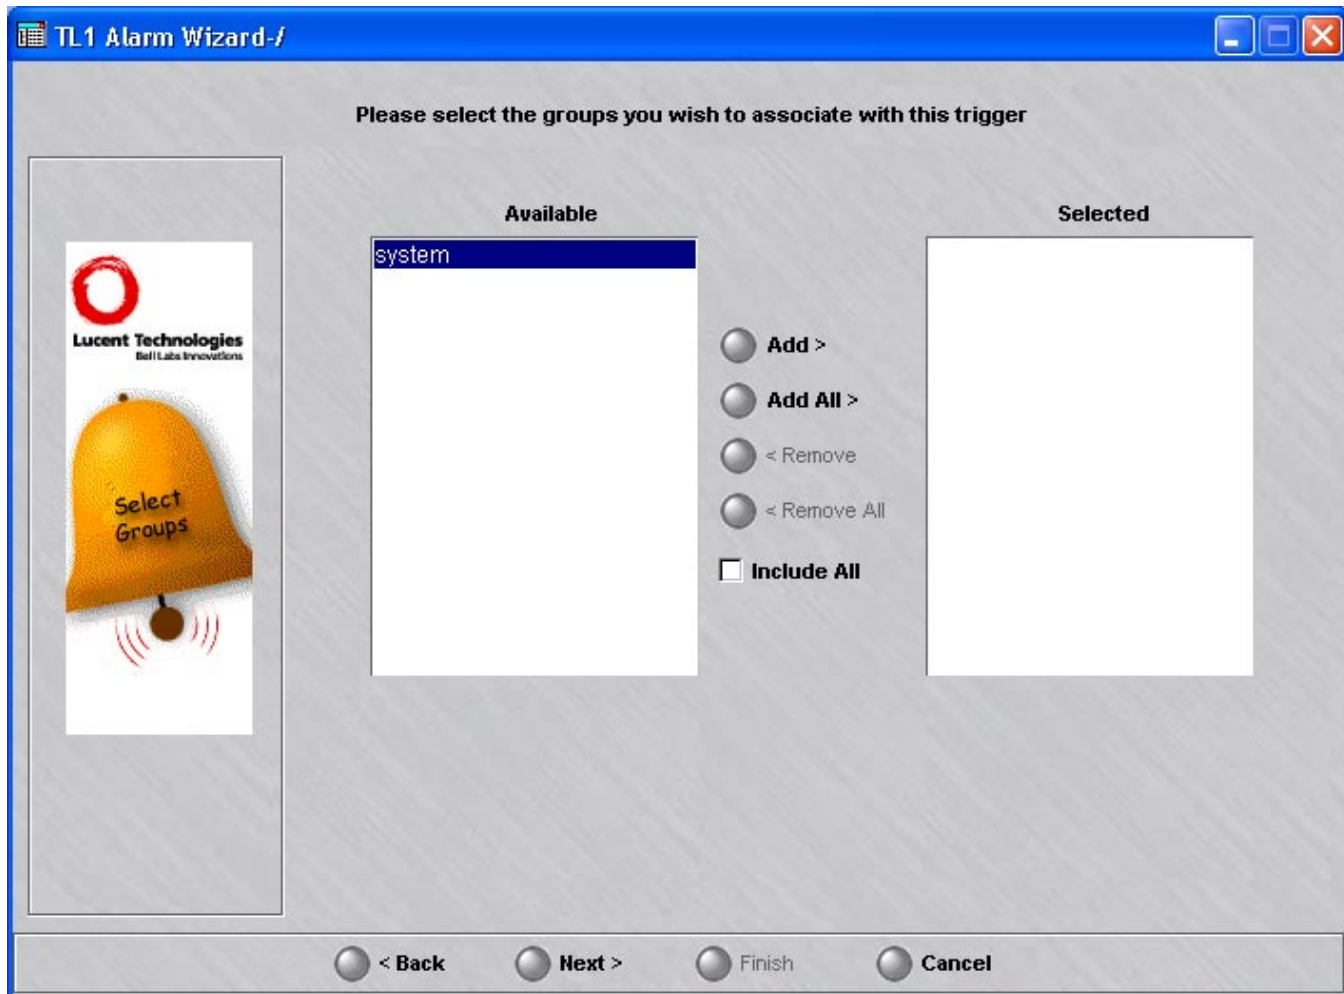 TL1 Alarm Wizard-/
Please select the groups you wish to associate with this trigger
Available
Selected
system
Lucent Technologies
Bell Labs Innovations
Select
Groups
Add >
Add All >
< Remove
< Remove All
Include All
< Back
Next >
Finish
Cancel